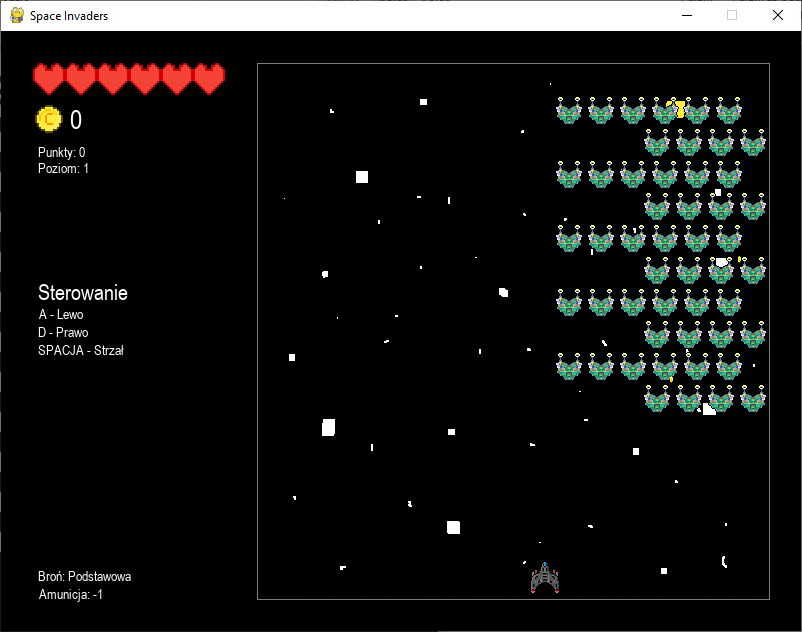 Space Invaders
0
Punkty: 0
Poziom: 1
Sterowanie
A - Lewo
D - Prawo
SPACJA - Strzał
Broń: Podstawowa
Amunicja: -1